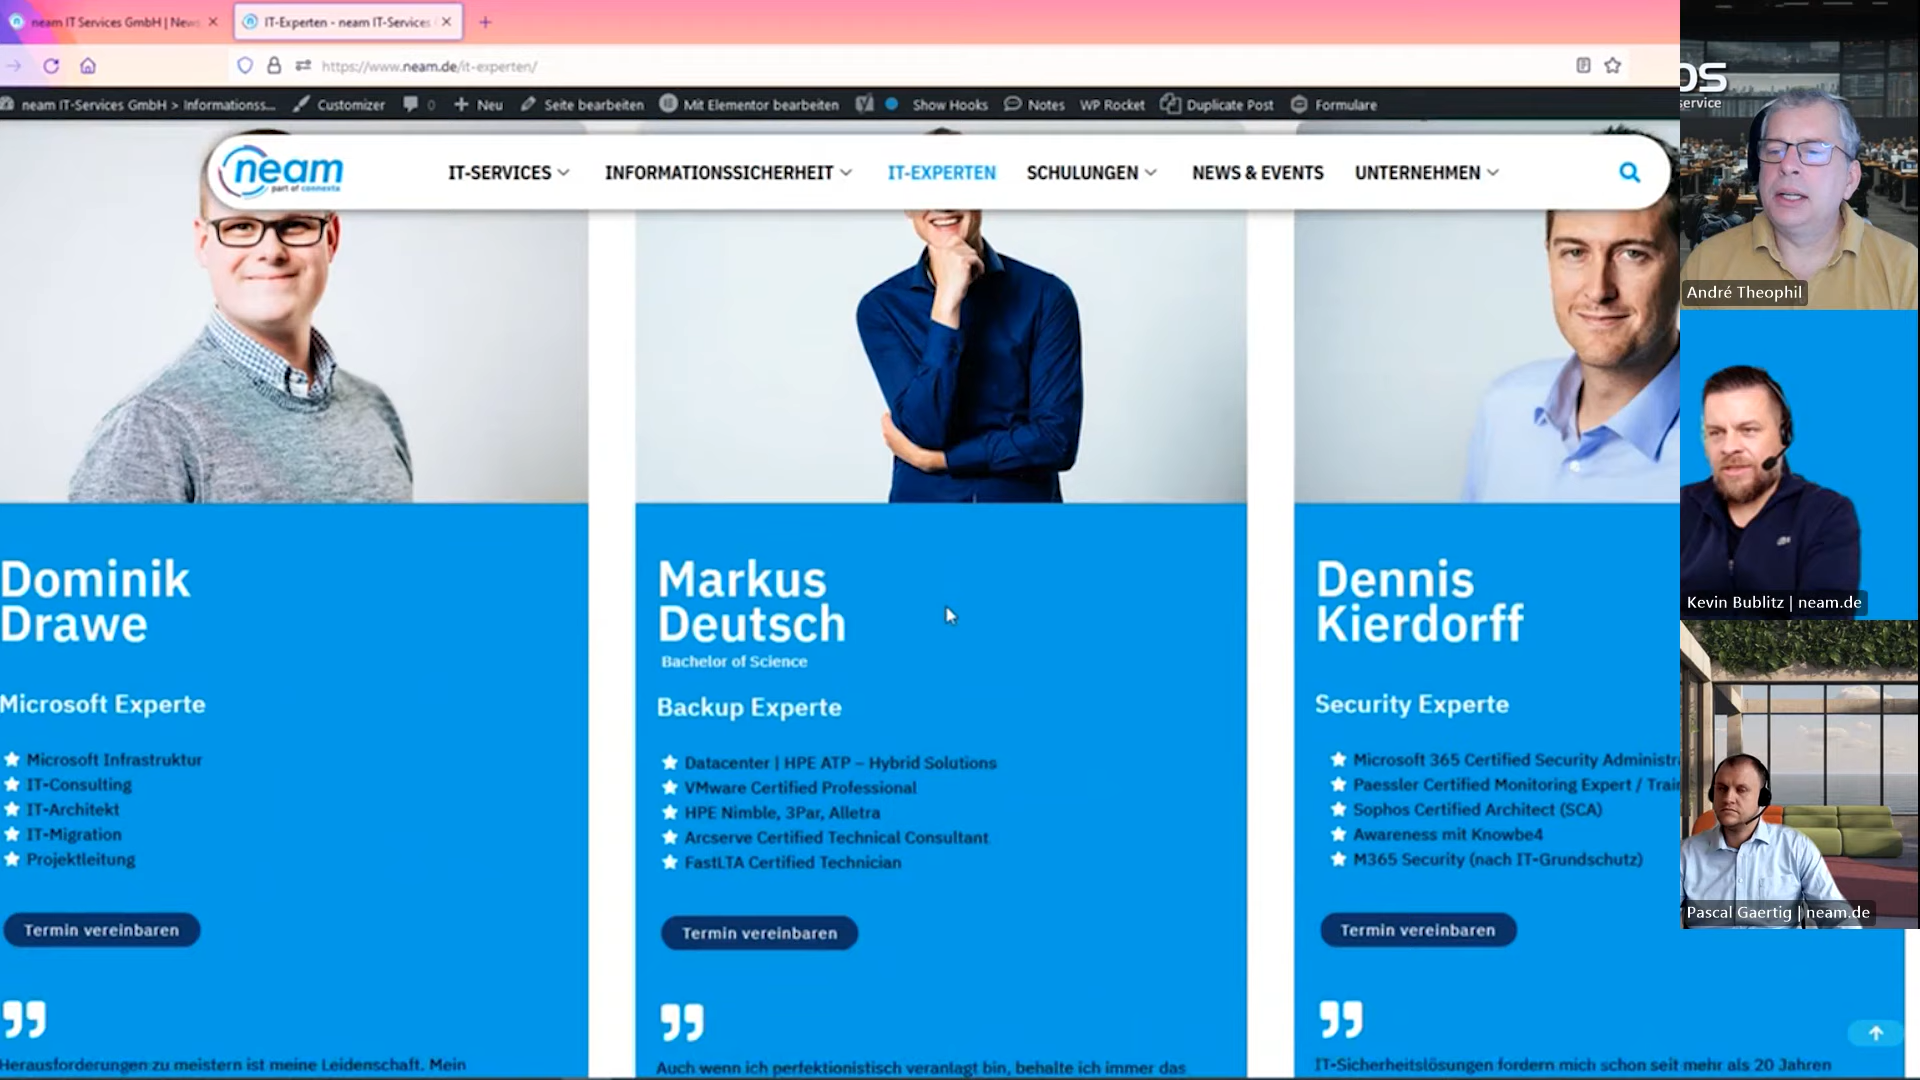 neam IT Services GmbH | News
IT-Experten - neam IT-Services
https://www.neam.de/it-experten/
neam IT-Services GmbH > Informationss...
Customizer
0
Neu
Seite bearbeiten
Mit Elementor bearbeiten
Show Hooks
Notes
WP Rocket
Duplicate Post
Formulare
neam
part of connexta
IT-SERVICES
INFORMATIONSSICHERHEIT
IT-EXPERTEN
SCHULUNGEN
NEWS & EVENTS
UNTERNEHMEN
Dominik
Drawe
Microsoft Experte
Microsoft Infrastruktur
IT-Consulting
IT-Architekt
IT-Migration
Projektleitung
Termin vereinbaren
Herausforderungen zu meistern ist meine Leidenschaft. Mein
Markus
Deutsch
Bachelor of Science
Backup Experte
Datacenter | HPE ATP – Hybrid Solutions
VMware Certified Professional
HPE Nimble, 3Par, Alletra
Arcserve Certified Technical Consultant
FastLTA Certified Technician
Termin vereinbaren
Auch wenn ich perfektionistisch veranlagt bin, behalte ich immer das
Dennis
Kierdorff
Security Experte
Microsoft 365 Certified Security Administr
Paessler Certified Monitoring Expert / Train
Sophos Certified Architect (SCA)
Awareness mit Knowbe4
M365 Security (nach IT-Grundschutz)
Termin vereinbaren
IT-Sicherheitslösungen fordern mich schon seit mehr als 20 Jahren
OS
service
André Theophil
Kevin Bublitz | neam.de
Pascal Gaertig | neam.de